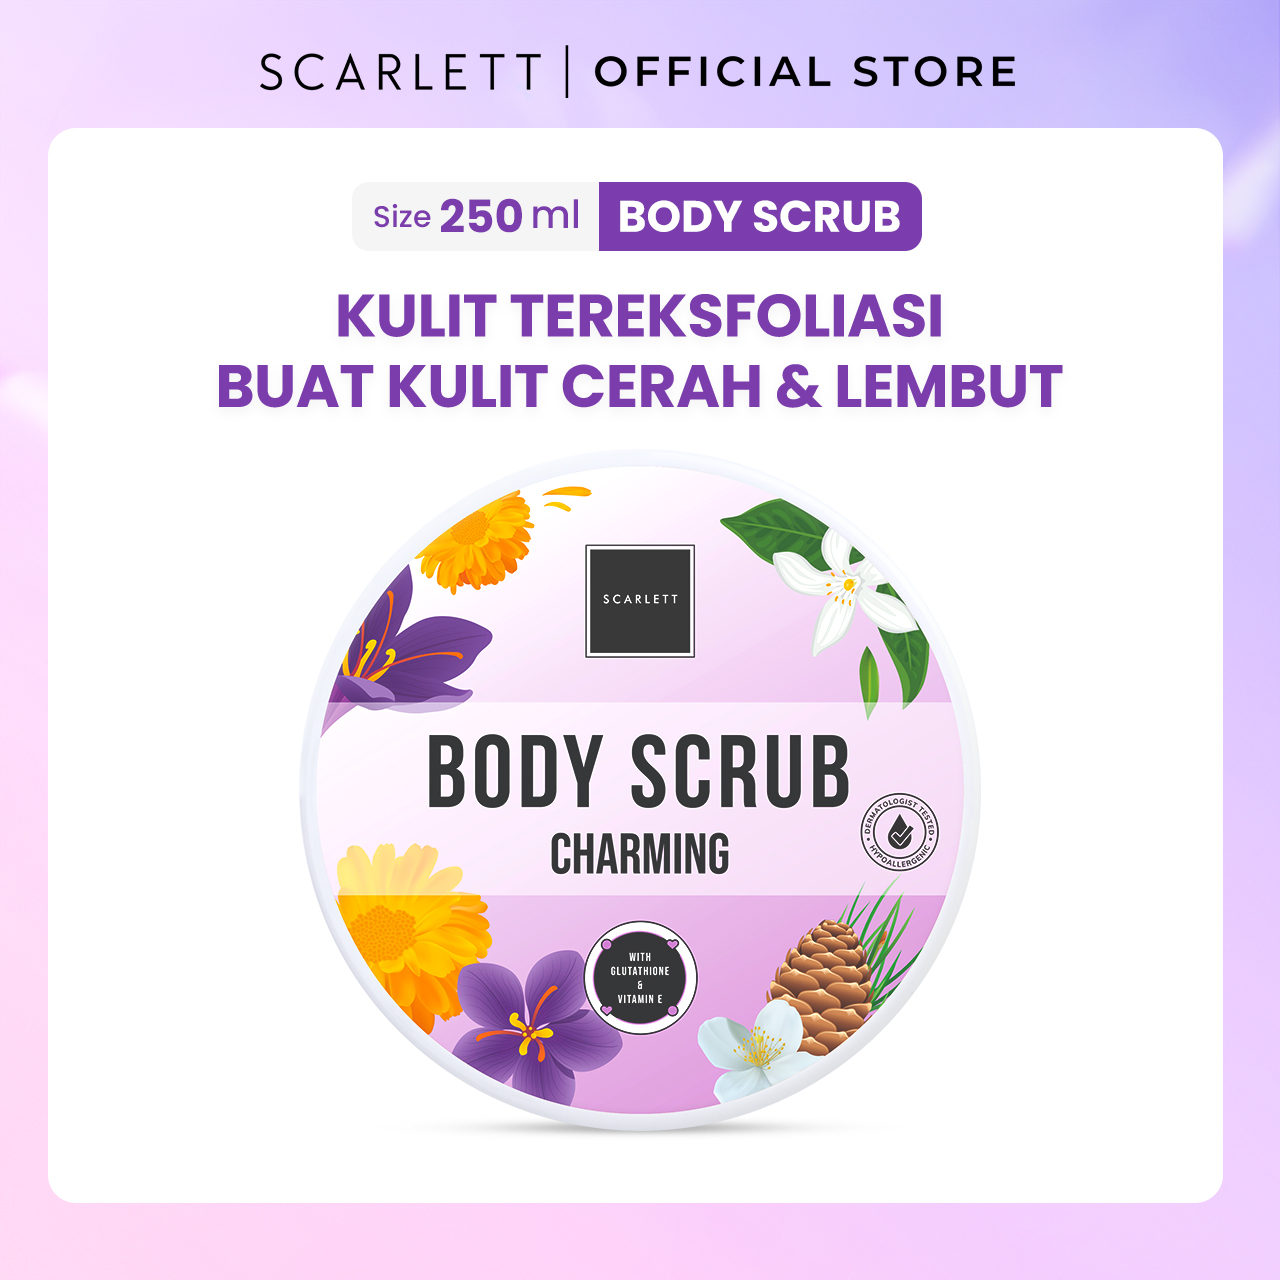 SCARLETT | OFFICIAL STORE
Size 250 ml BODY SCRUB
KULIT TEREKSFOLIASI
BUAT KULIT CERAH & LEMBUT
SCARLETT
BODY SCRUB
CHARMING
DERMATOLOGIST TESTED
HYPOALLERGENIC
WITH
GLUTATHIONE
&
VITAMIN E